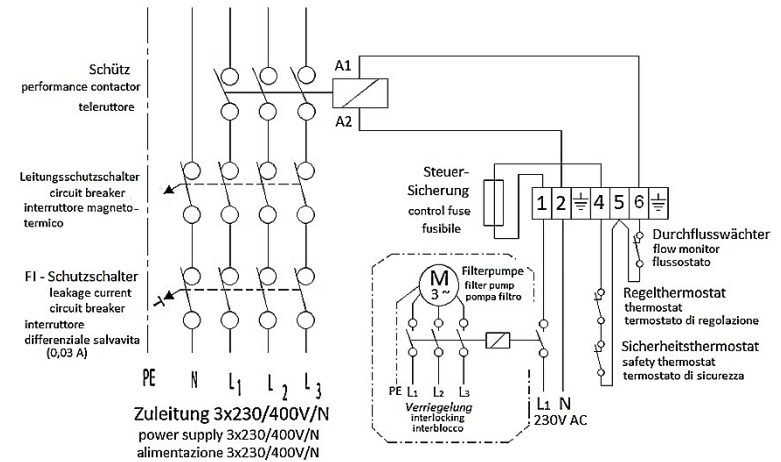 Schütz
performance contactor
teleruttore
A1
A2
Leitungsschutzschalter
circuit breaker
interruttore magneto-
termico
Steuer-
Sicherung
control fuse
fusibile
1 2 4 5 6
Durchflusswächter
flow monitor
flussostato
FI - Schutzschalter
leakage current
circuit breaker
interruttore
differenziale salvavita
(0,03 A)
M
3 ~
Filterpumpe
filter pump
pompa filtro
Regelthermostat
thermostat
termostato di regolazione
Sicherheitsthermostat
safety thermostat
termostato di sicurezza
PE N L1 L2 L3
PE L1 L2 L3
Verriegelung
interlocking
interblocco
L1 N
230V AC
Zuleitung 3x230/400V/N
power supply 3x230/400V/N
alimentazione 3x230/400V/N